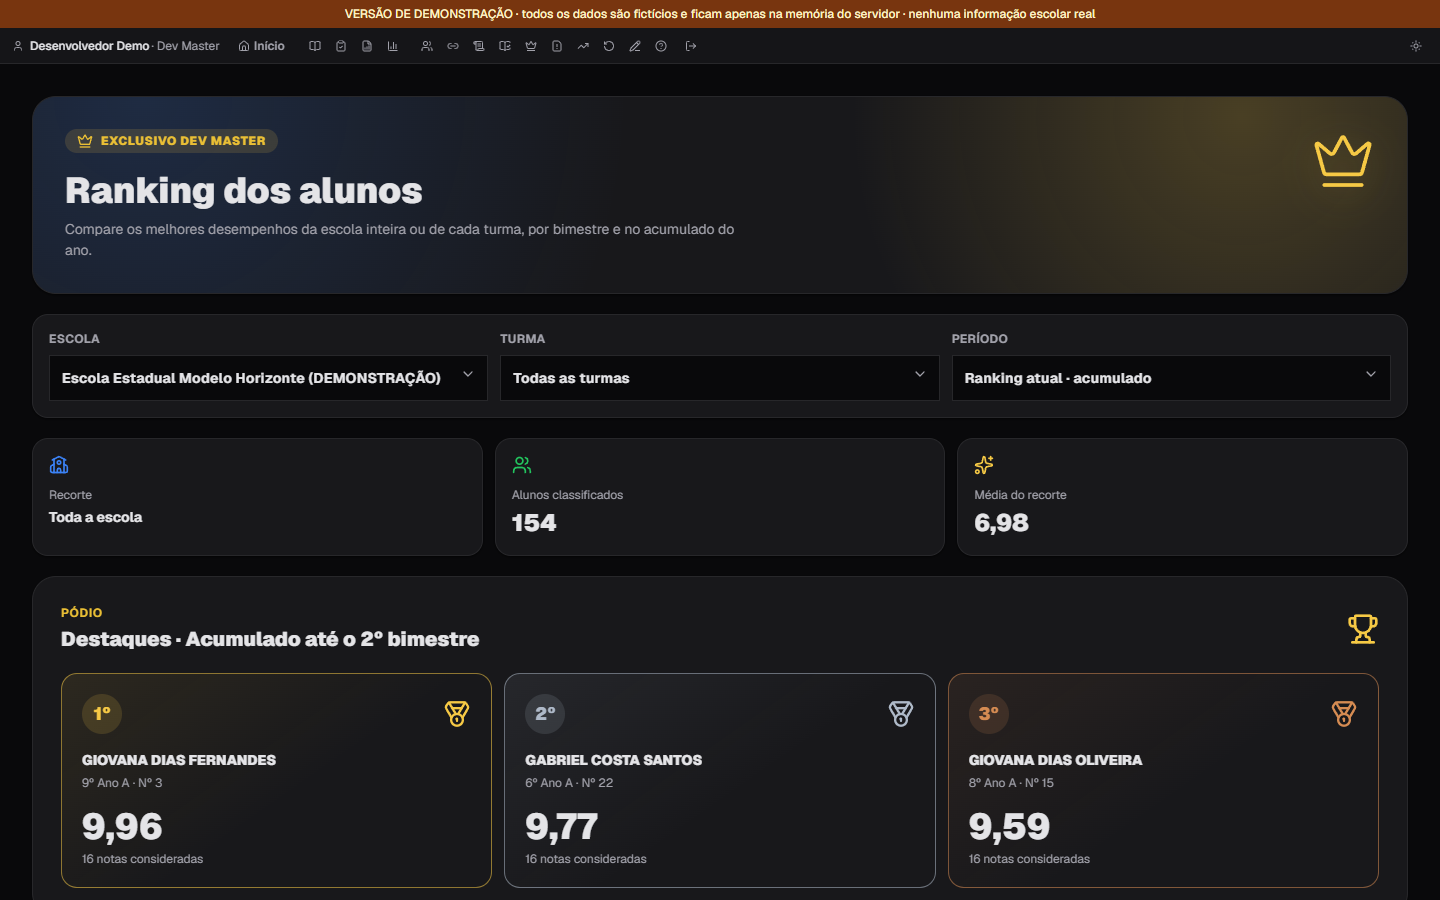 VERSÃO DE DEMONSTRAÇÃO · todos os dados são fictícios e ficam apenas na memória do servidor · nenhuma informação escolar real
Desenvolvedor Demo · Dev Master Início
EXCLUSIVO DEV MASTER
Ranking dos alunos
Compare os melhores desempenhos da escola inteira ou de cada turma, por bimestre e no acumulado do
ano.
ESCOLA TURMA PERÍODO
Escola Estadual Modelo Horizonte (DEMONSTRAÇÃO) Todas as turmas Ranking atual · acumulado
Recorte
Toda a escola
Alunos classificados
154
Média do recorte
6,98
PÓDIO
Destaques · Acumulado até o 2º bimestre
1º
GIOVANA DIAS FERNANDES
9º Ano A · Nº 3
9,96
16 notas consideradas
2º
GABRIEL COSTA SANTOS
6º Ano A · Nº 22
9,77
16 notas consideradas
3º
GIOVANA DIAS OLIVEIRA
8º Ano A · Nº 15
9,59
16 notas consideradas